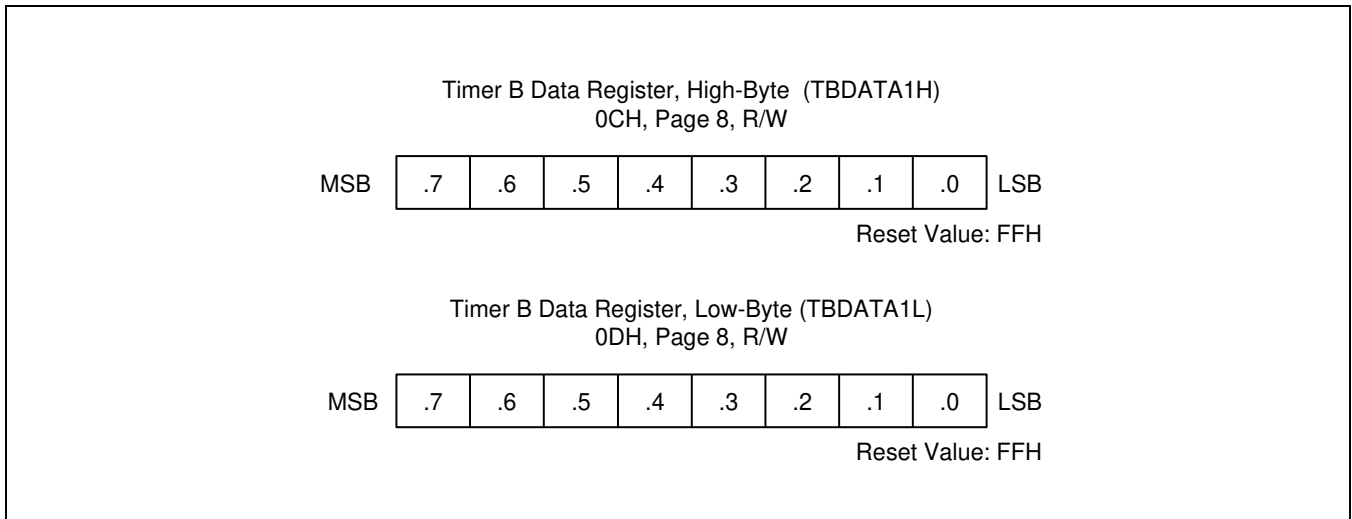 Timer B Data Register, High-Byte (TBDATA1H)
0CH, Page 8, R/W
MSB .7 .6 .5 .4 .3 .2 .1 .0 LSB
Reset Value: FFH
Timer B Data Register, Low-Byte (TBDATA1L)
0DH, Page 8, R/W
MSB .7 .6 .5 .4 .3 .2 .1 .0 LSB
Reset Value: FFH